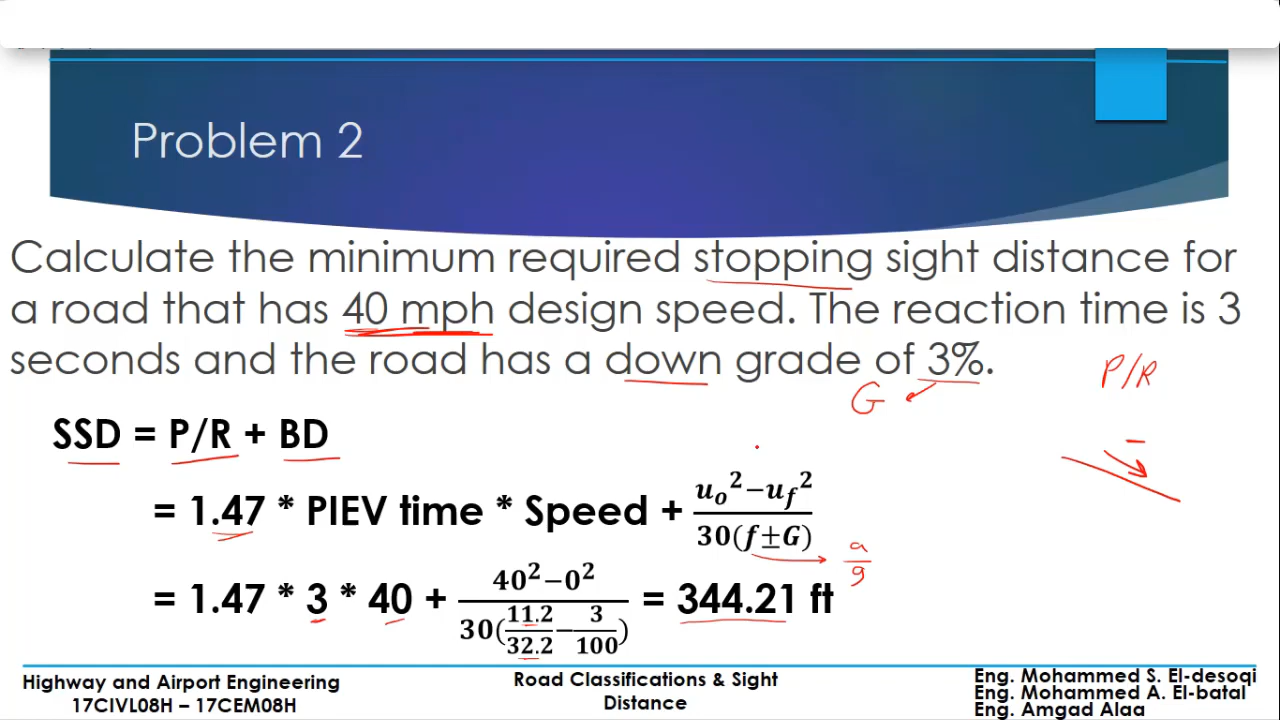 Problem 2
Calculate the minimum required stopping sight distance for
a road that has 40 mph design speed. The reaction time is 3
seconds and the road has a down grade of 3%.
P/R
G
SSD = P/R + BD
= 1.47 * PIEV time * Speed + (u₀² − u_f²) / 30(f±G)
a/g
= 1.47 * 3 * 40 + (40² − 0²) / 30(11.2/32.2 − 3/100) = 344.21 ft
Highway and Airport Engineering
17CIVL08H – 17CEM08H
Road Classifications & Sight
Distance
Eng. Mohammed S. El-desoqi
Eng. Mohammed A. El-batal
Eng. Amgad Alaa